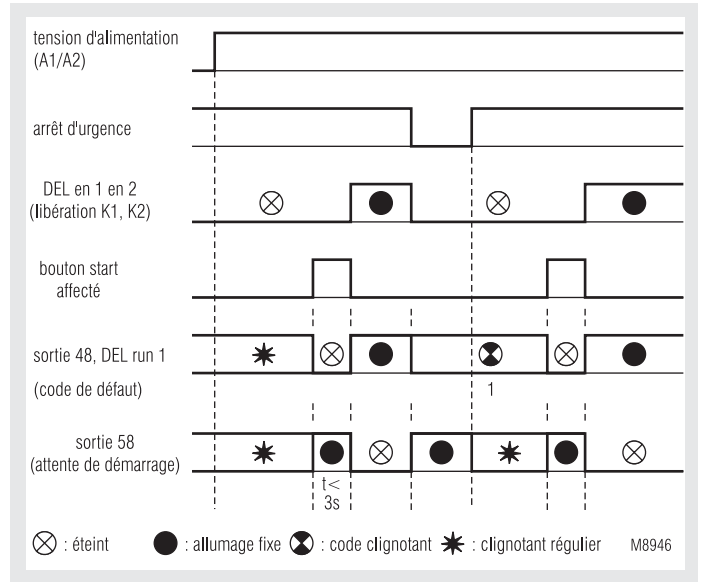 tension d'alimentation
(A1/A2)
arrêt d'urgence
DEL en 1 en 2
(libération K1, K2)
bouton start
affecté
sortie 48, DEL run 1
(code de défaut)
1
sortie 58
(attente de démarrage)
t<
3s
: éteint : allumage fixe : code clignotant : clignotant régulier M8946